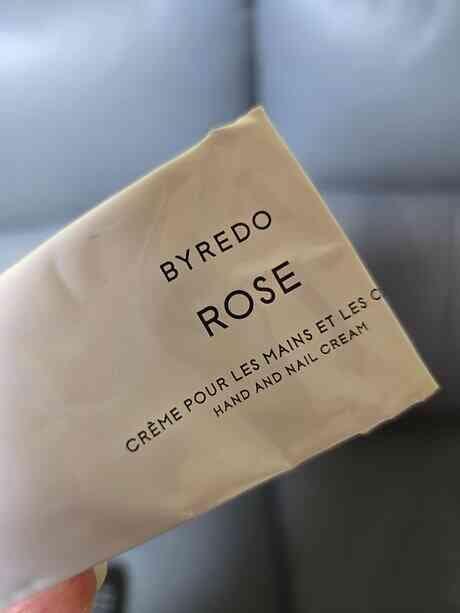 BYREDO
ROSE
CRÈME POUR LES MAINS ET LES
HAND AND NAIL CREAM